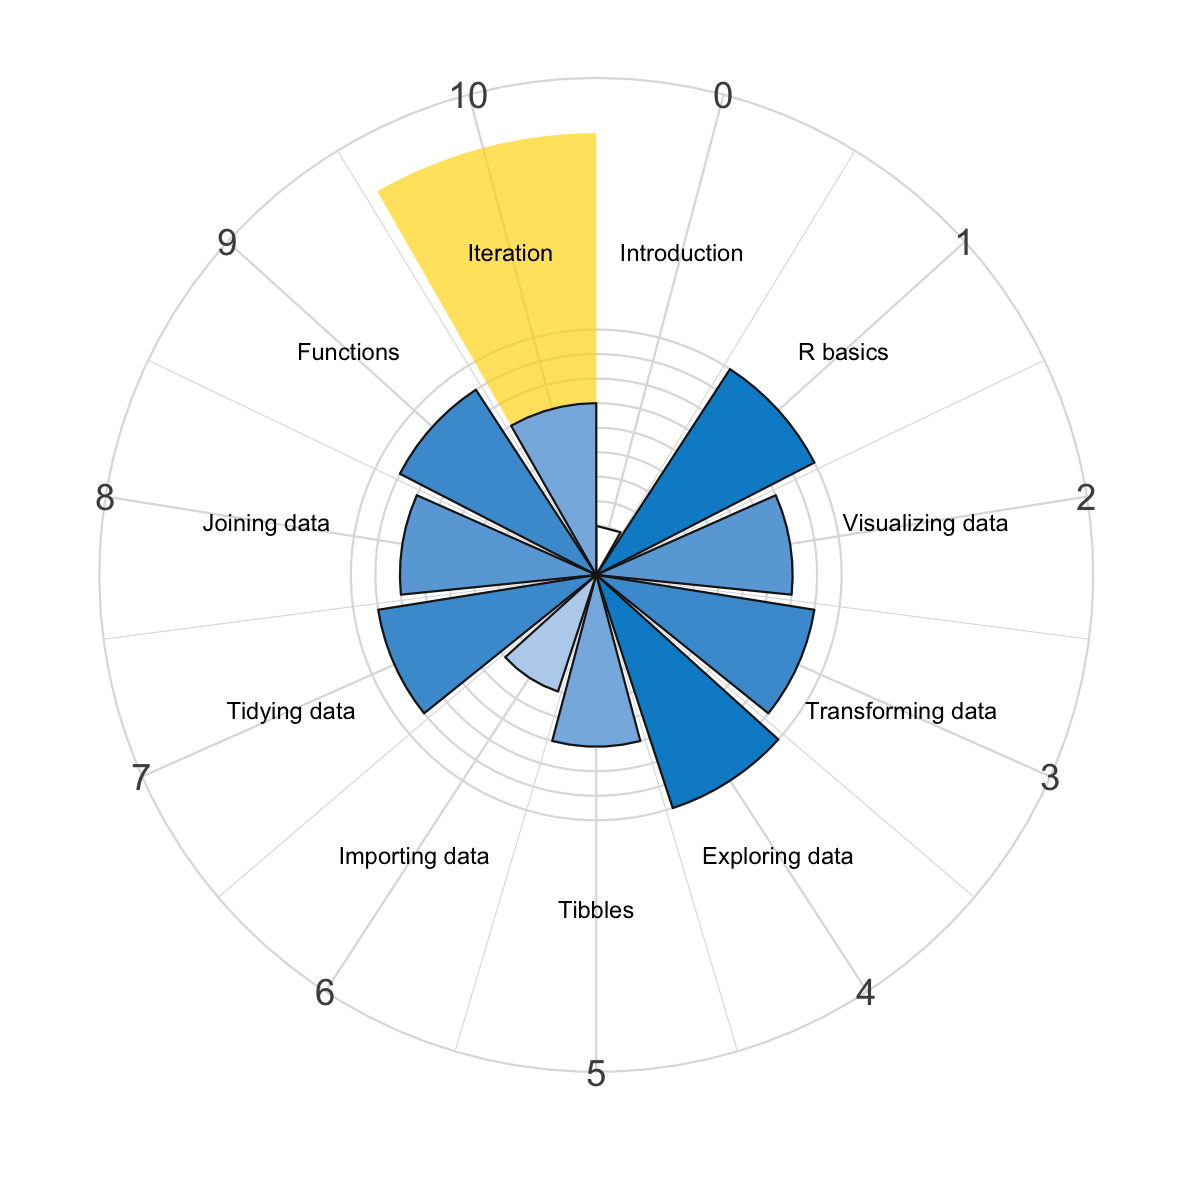 10
0
9
Iteration
Introduction
1
Functions
R basics
8
Joining data
Visualizing data
2
Tidying data
Transforming data
7
3
Importing data
Exploring data
Tibbles
6
4
5